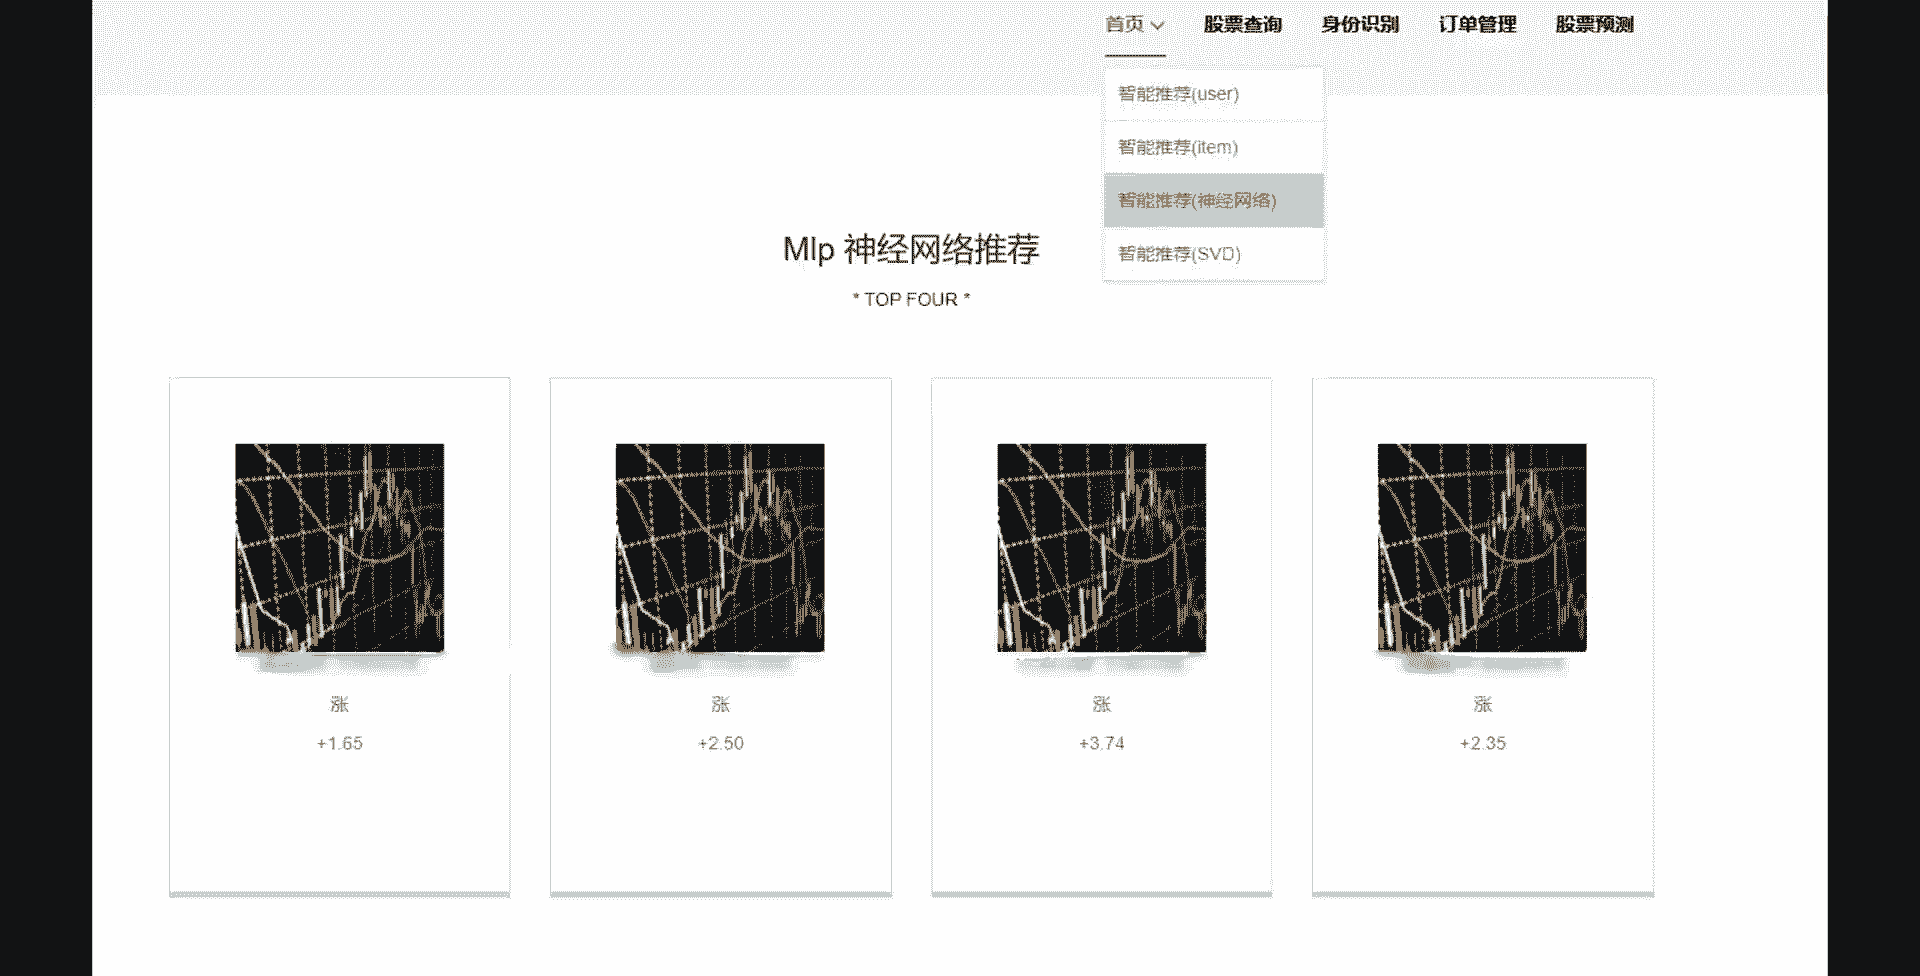 首页 股票查询 身份识别 订单管理 股票预测
智能推荐(user)
智能推荐(item)
智能推荐(神经网络)
智能推荐(SVD)
Mlp 神经网络推荐
* TOP FOUR *
涨 涨 涨 涨
+1.65 +2.50 +3.74 +2.35